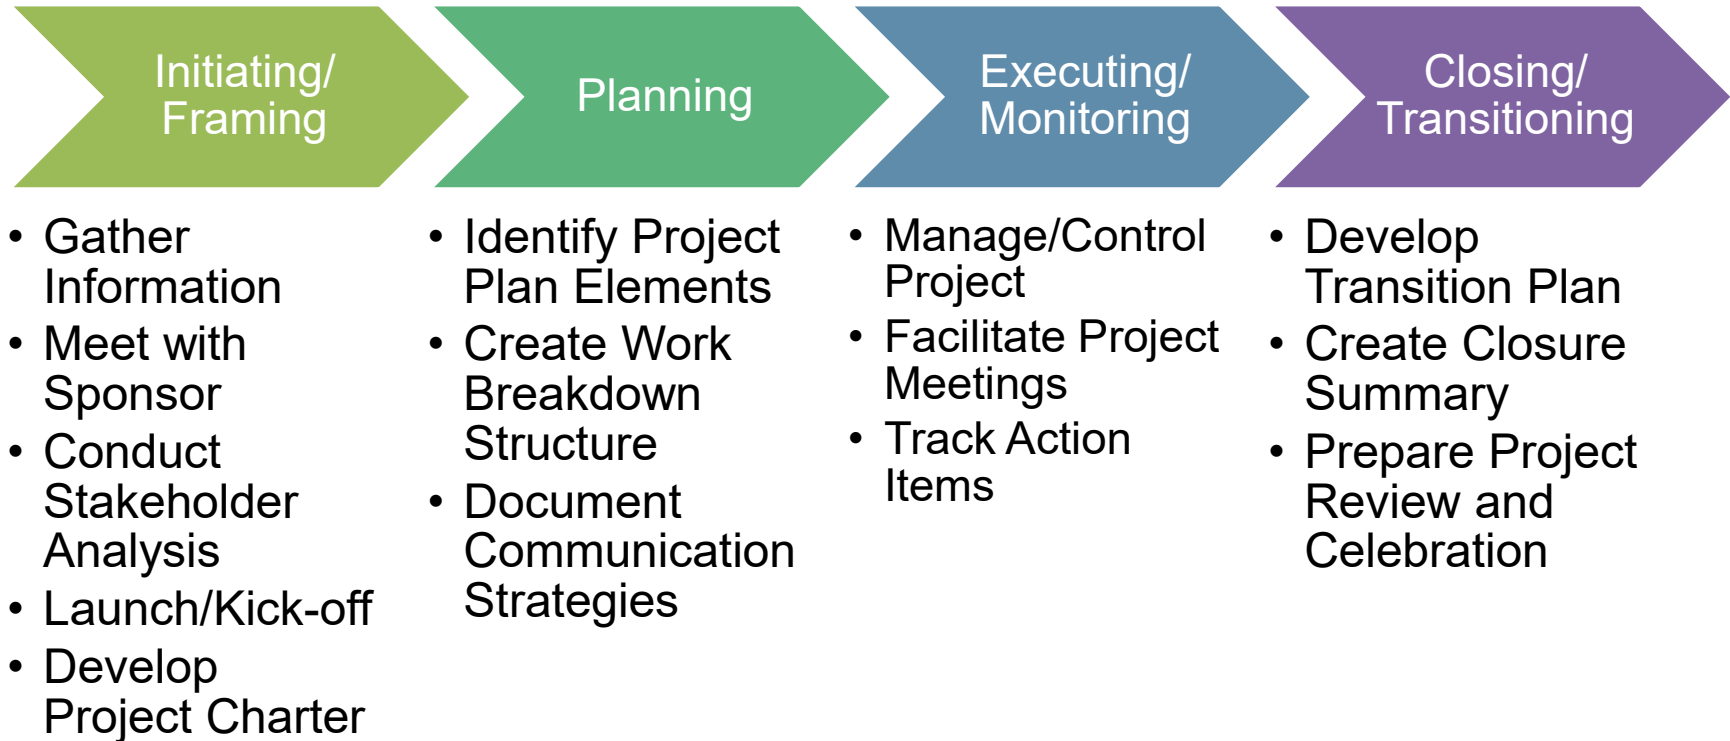 Initiating/
Framing
Planning
Executing/
Monitoring
Closing/
Transitioning
• Gather
Information
• Meet with
Sponsor
• Conduct
Stakeholder
Analysis
• Launch/Kick-off
• Develop
Project Charter
• Identify Project
Plan Elements
• Create Work
Breakdown
Structure
• Document
Communication
Strategies
• Manage/Control
Project
• Facilitate Project
Meetings
• Track Action
Items
• Develop
Transition Plan
• Create Closure
Summary
• Prepare Project
Review and
Celebration